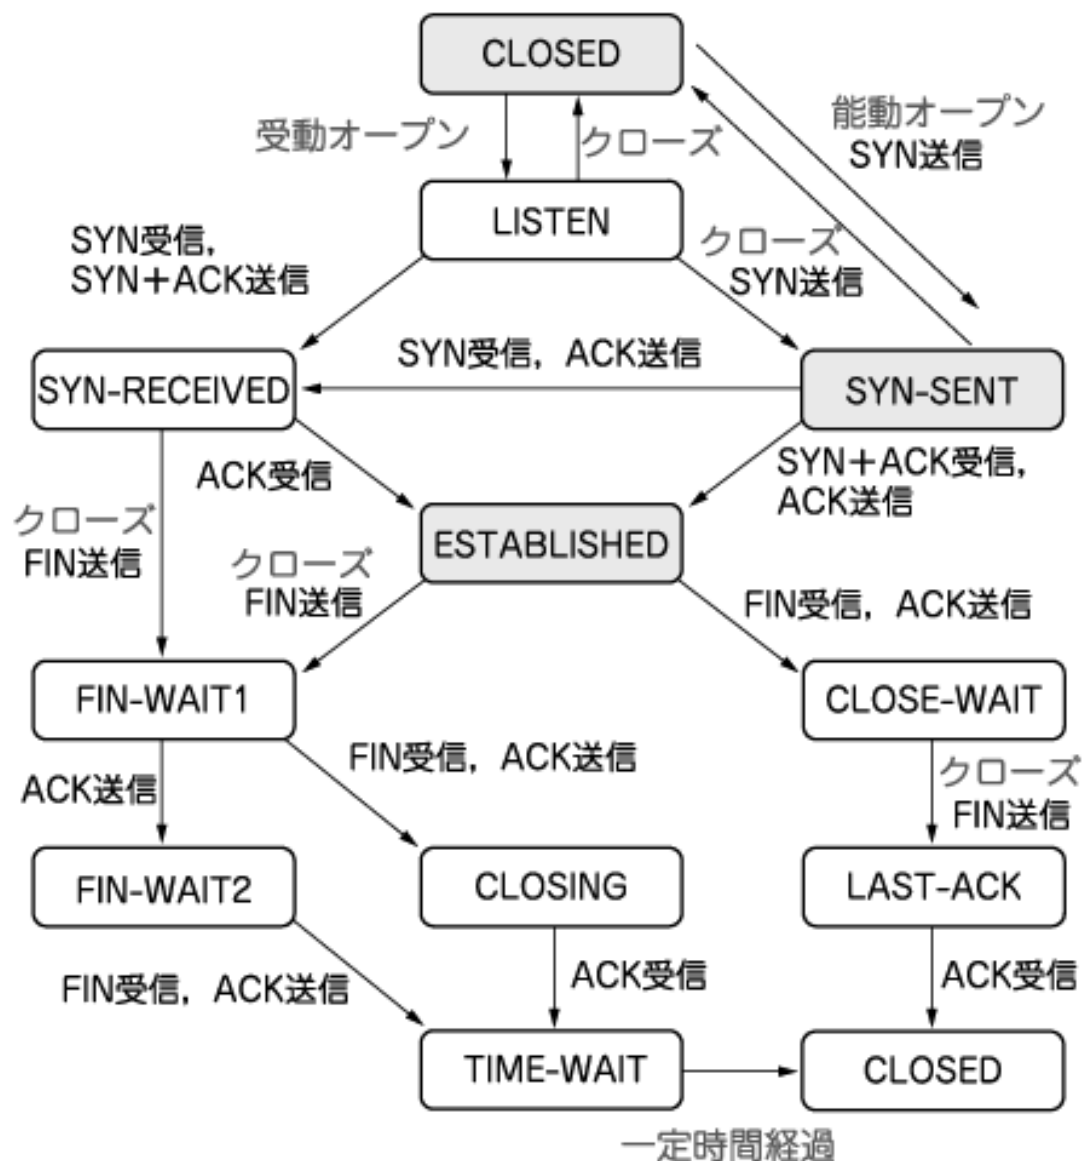 CLOSED
受動オープン
クローズ
能動オープン
SYN送信
LISTEN
SYN受信，
SYN＋ACK送信
クローズ
SYN送信
SYN受信，ACK送信
SYN-RECEIVED
SYN-SENT
ACK受信
SYN＋ACK受信，
ACK送信
クローズ
FIN送信
ESTABLISHED
クローズ
FIN送信
FIN受信，ACK送信
FIN-WAIT1
CLOSE-WAIT
ACK送信
FIN受信，ACK送信
クローズ
FIN送信
FIN-WAIT2
CLOSING
LAST-ACK
FIN受信，ACK送信
ACK受信
ACK受信
TIME-WAIT
CLOSED
一定時間経過